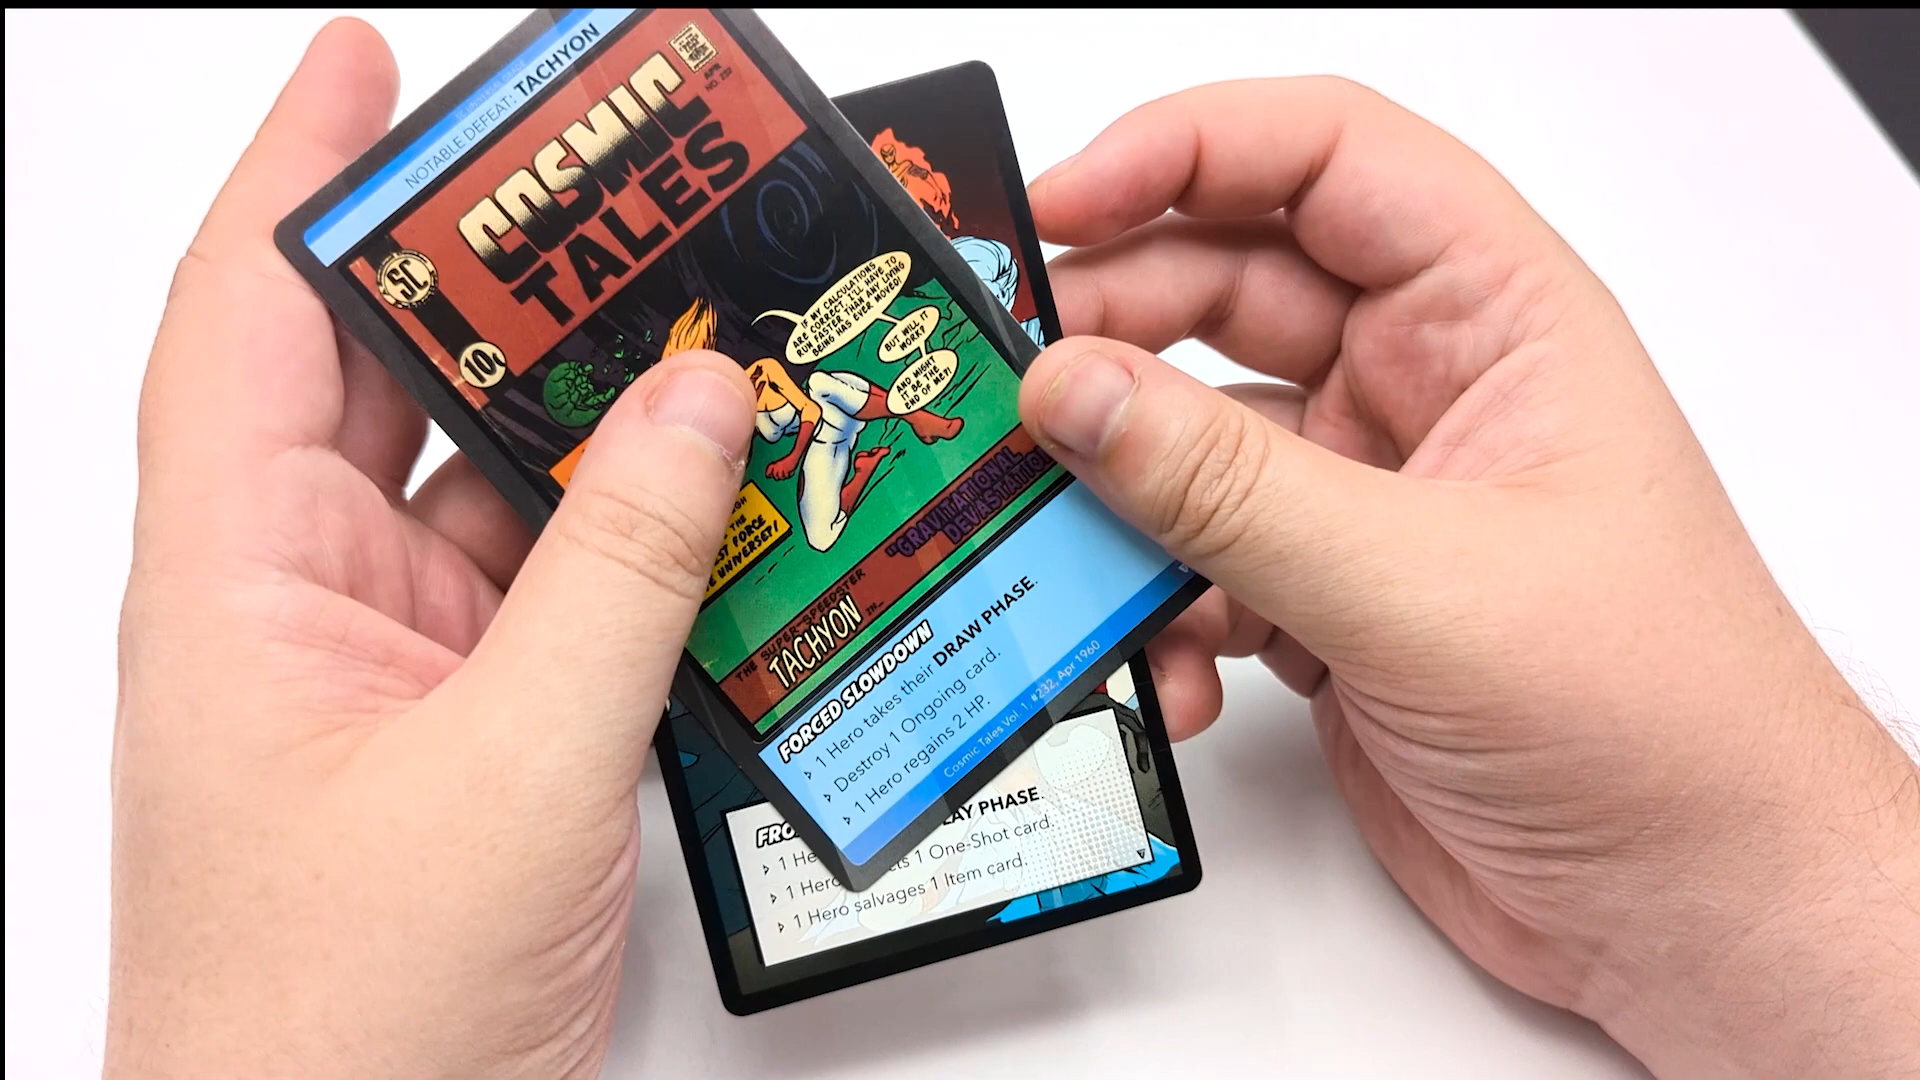 NOTABLE DEFEAT: TACHYON
COSMIC
TALES
APR
NO. 232
SC
10¢
IF MY CALCULATIONS
ARE CORRECT, I'LL HAVE TO
RUN FASTER THAN ANY LIVING
BEING HAS EVER MOVED!
BUT WILL IT
WORK?
AND MIGHT
IT BE THE
END OF ME?!
THE
FORCE
UNIVERSE!
THE SUPER-SPEEDSTER
TACHYON IN...
"GRAVITATIONAL
DEVASTATION
FORCED SLOWDOWN
1 Hero takes their DRAW PHASE.
Destroy 1 Ongoing card.
1 Hero regains 2 HP.
Cosmic Tales Vol. 1, #232, Apr 1960
PHASE.
1 One-Shot card.
1 Hero salvages 1 Item card.